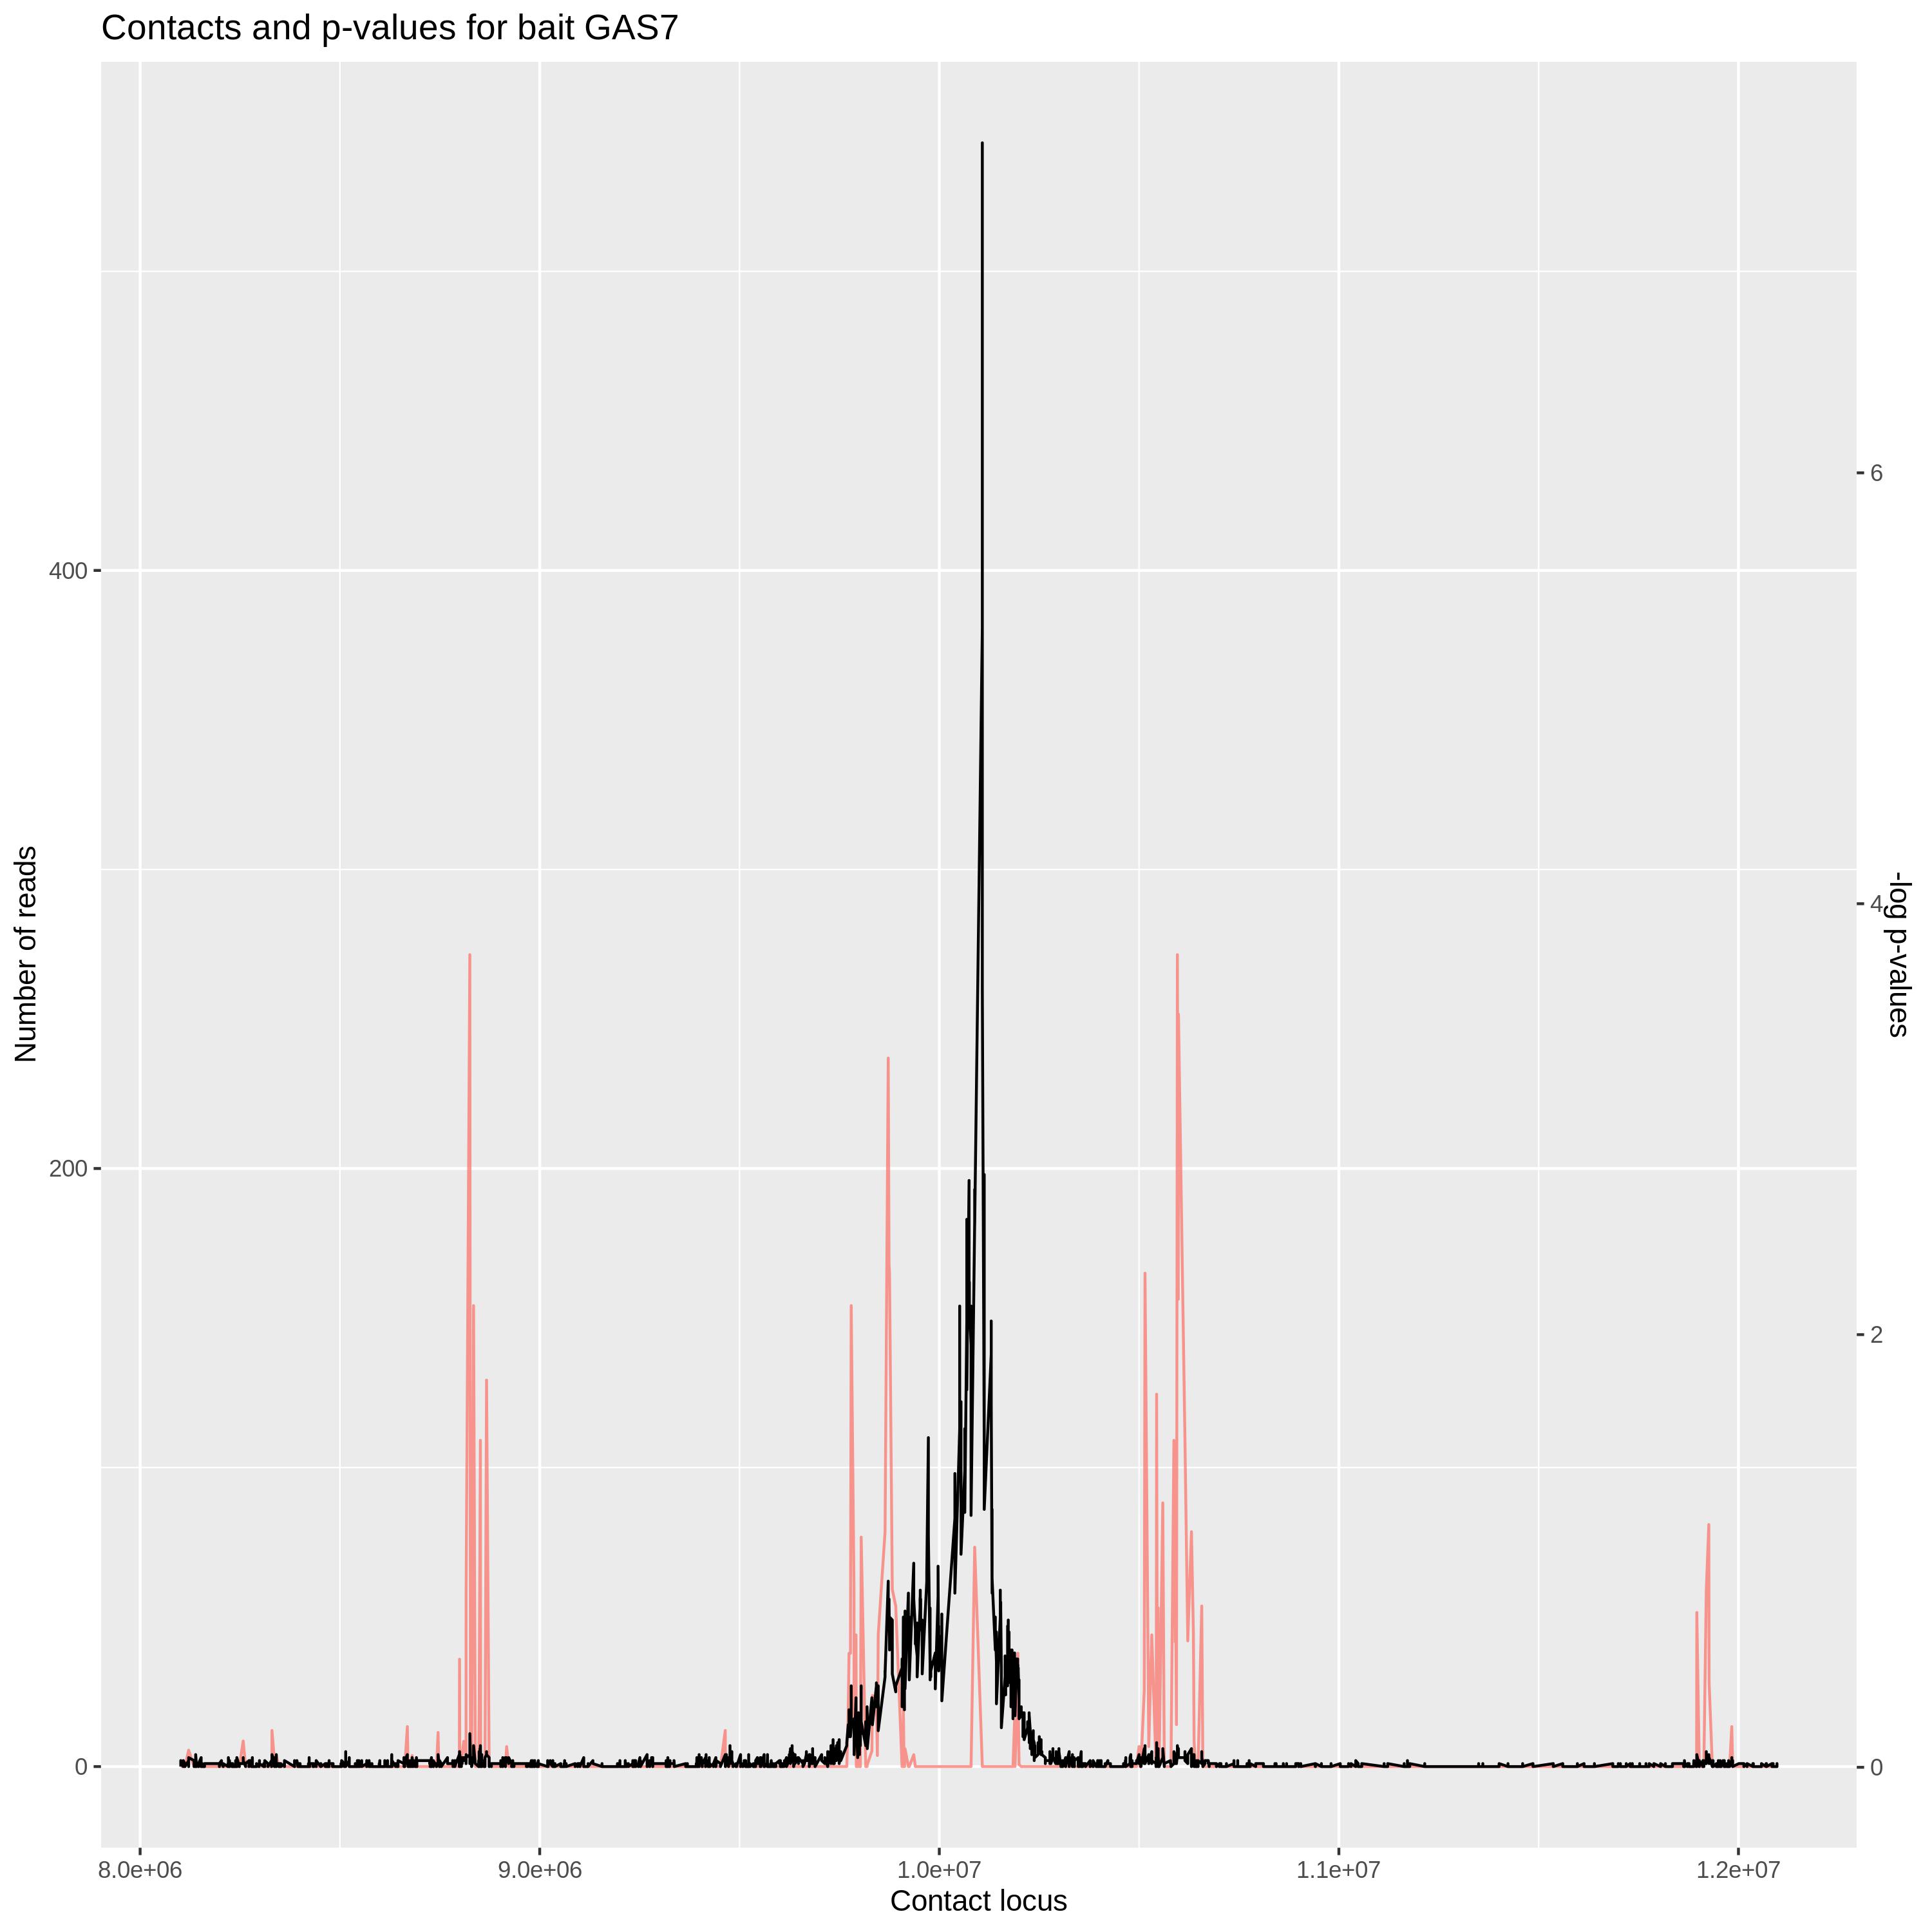 Contacts and p-values for bait GAS7
Number of reads
400
200
0
6
4
2
0
-log p-values
8.0e+06
9.0e+06
1.0e+07
1.1e+07
1.2e+07
Contact locus